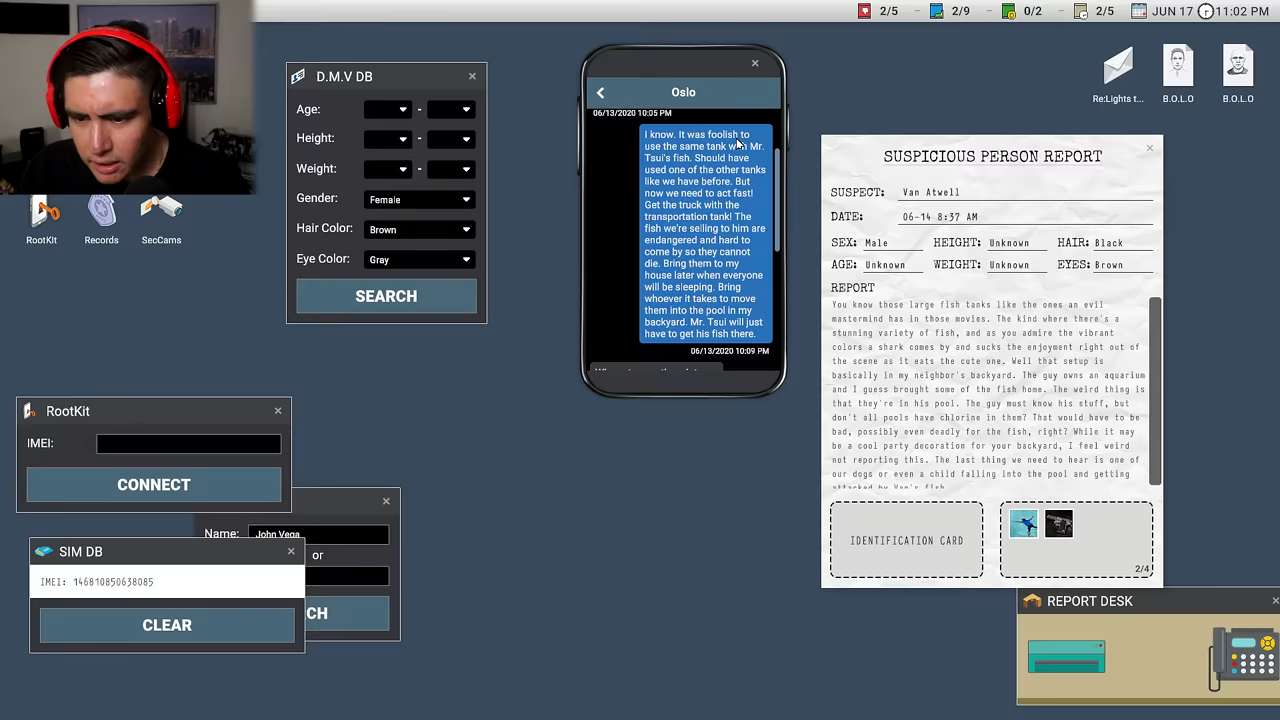 2/5
2/9
0/2
2/5
JUN 17
11:02 PM
D.M.V DB
Age:
-
Height:
-
Weight:
-
Gender:
Female
Hair Color:
Brown
Eye Color:
Gray
SEARCH
RootKit
Records
SecCams
Re:Lights t...
B.O.L.O
B.O.L.O
Oslo
06/13/2020 10:05 PM
I know. It was foolish to
use the same tank with Mr.
Tsui's fish. Should have
used one of the other tanks
like we have before. But
now we need to act fast!
Get the truck with the
transportation tank! The
fish we're selling to him are
endangered and hard to
come by so they cannot
die. Bring them to my
house later when everyone
will be sleeping. Bring
whoever it takes to move
them into the pool in my
backyard. Mr. Tsui will just
have to get his fish there.
06/13/2020 10:09 PM
SUSPICIOUS PERSON REPORT
SUSPECT: Van Atwell
DATE: 06-14 8:37 AM
SEX: Male HEIGHT: Unknown HAIR: Black
AGE: Unknown WEIGHT: Unknown EYES: Brown
REPORT
You know those large fish tanks like the ones an evil
mastermind has in those movies. The kind where there's a
stunning variety of fish, and as you admire the vibrant
colors a shark comes by and sucks the enjoyment right out of
the scene as it eats the cute one. Well that setup is
basically in my neighbor's backyard. The guy owns an aquarium
and I guess brought some of the fish home. The weird thing is
that they're in his pool. The guy must know his stuff, but
don't all pools have chlorine in them? That would have to be
bad, possibly even deadly for the fish, right? While it may
be a cool party decoration for your backyard, I feel weird
not reporting this. The last thing we need to hear is one of
our dogs or even a child falling into the pool and getting
attacked by Van's fish.
IDENTIFICATION CARD
2/4
RootKit
IMEI:
CONNECT
Name:
John Vega
or
CH
SIM DB
IMEI: 146810850638085
CLEAR
REPORT DESK